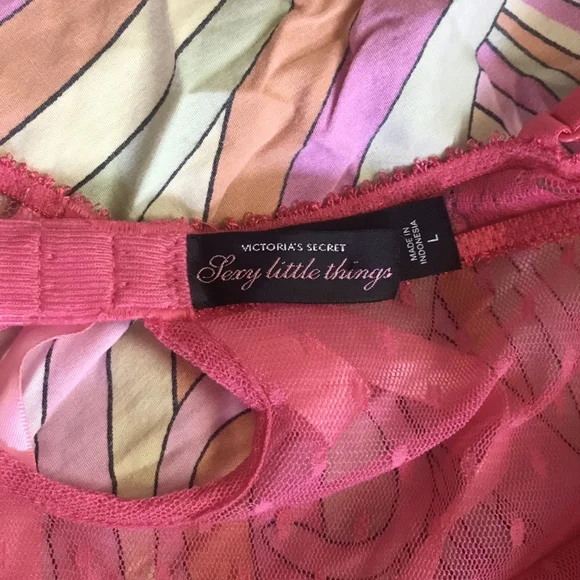 VICTORIA'S SECRET
Sexy little things
MADE IN
INDONESIA
L